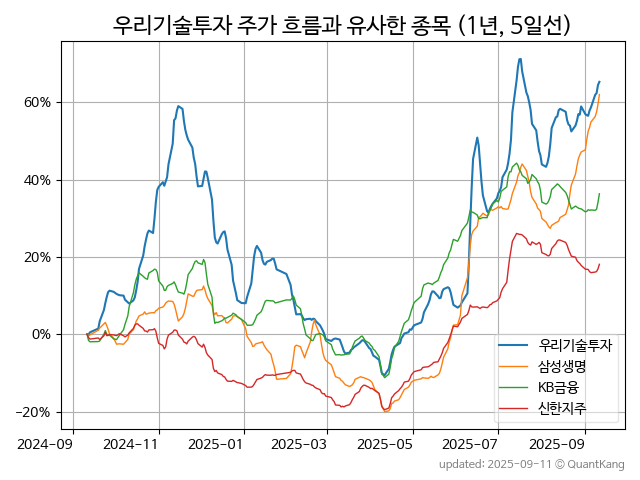 우리기술투자 주가 흐름과 유사한 종목 (1년, 5일선)
60%
40%
20%
0%
−20%
우리기술투자
삼성생명
KB금융
신한지주
2024-09
2024-11
2025-01
2025-03
2025-05
2025-07
2025-09
updated: 2025-09-11 © QuantKang